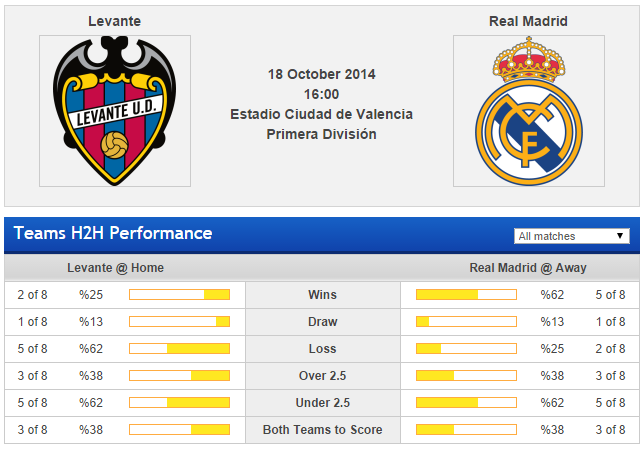 Levante
Real Madrid
LEVANTE U.D.
18 October 2014
16:00
Estadio Ciudad de Valencia
Primera División
Teams H2H Performance
All matches
Levante @ Home
Real Madrid @ Away
2 of 8 %25 Wins %62 5 of 8
1 of 8 %13 Draw %13 1 of 8
5 of 8 %62 Loss %25 2 of 8
3 of 8 %38 Over 2.5 %38 3 of 8
5 of 8 %62 Under 2.5 %62 5 of 8
3 of 8 %38 Both Teams to Score %38 3 of 8